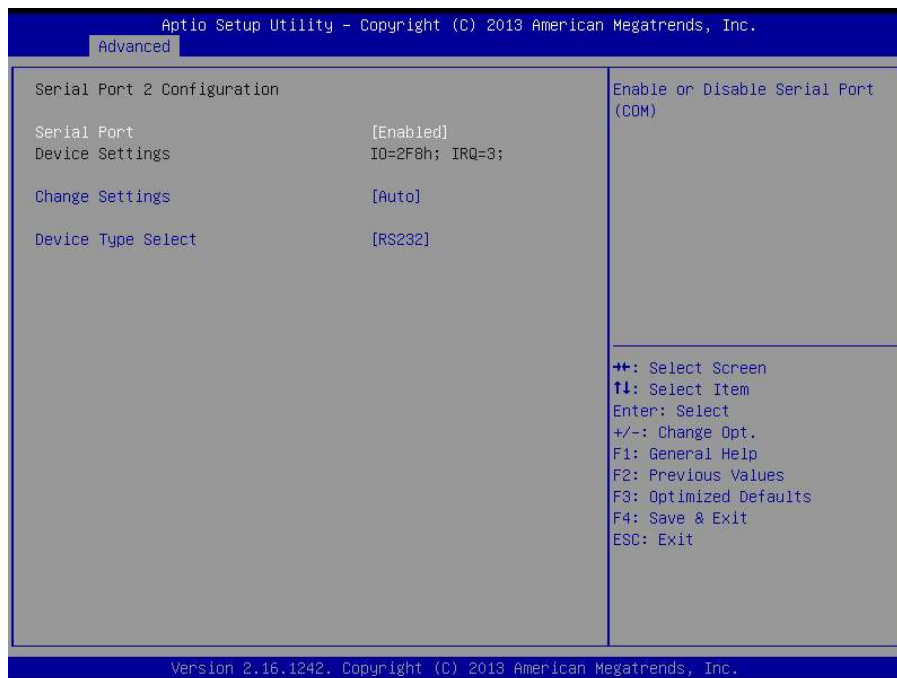 Aptio Setup Utility – Copyright (C) 2013 American Megatrends, Inc.
Advanced
Serial Port 2 Configuration
Serial Port [Enabled]
Device Settings IO=2F8h; IRQ=3;
Change Settings [Auto]
Device Type Select [RS232]
Enable or Disable Serial Port
(COM)
→←: Select Screen
↑↓: Select Item
Enter: Select
+/-: Change Opt.
F1: General Help
F2: Previous Values
F3: Optimized Defaults
F4: Save & Exit
ESC: Exit
Version 2.16.1242. Copyright (C) 2013 American Megatrends, Inc.